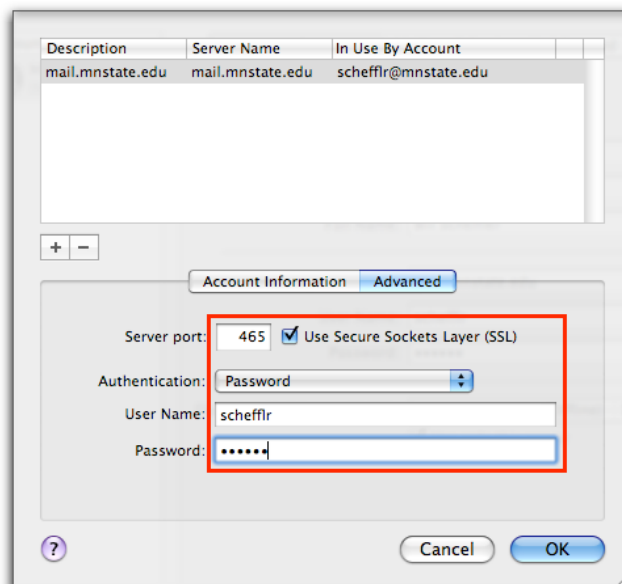 Description Server Name In Use By Account
mail.mnstate.edu mail.mnstate.edu schefflr@mnstate.edu
+ −
Account Information Advanced
Server port: 465 Use Secure Sockets Layer (SSL)
Authentication: Password
User Name: schefflr
Password: ••••••
? Cancel OK